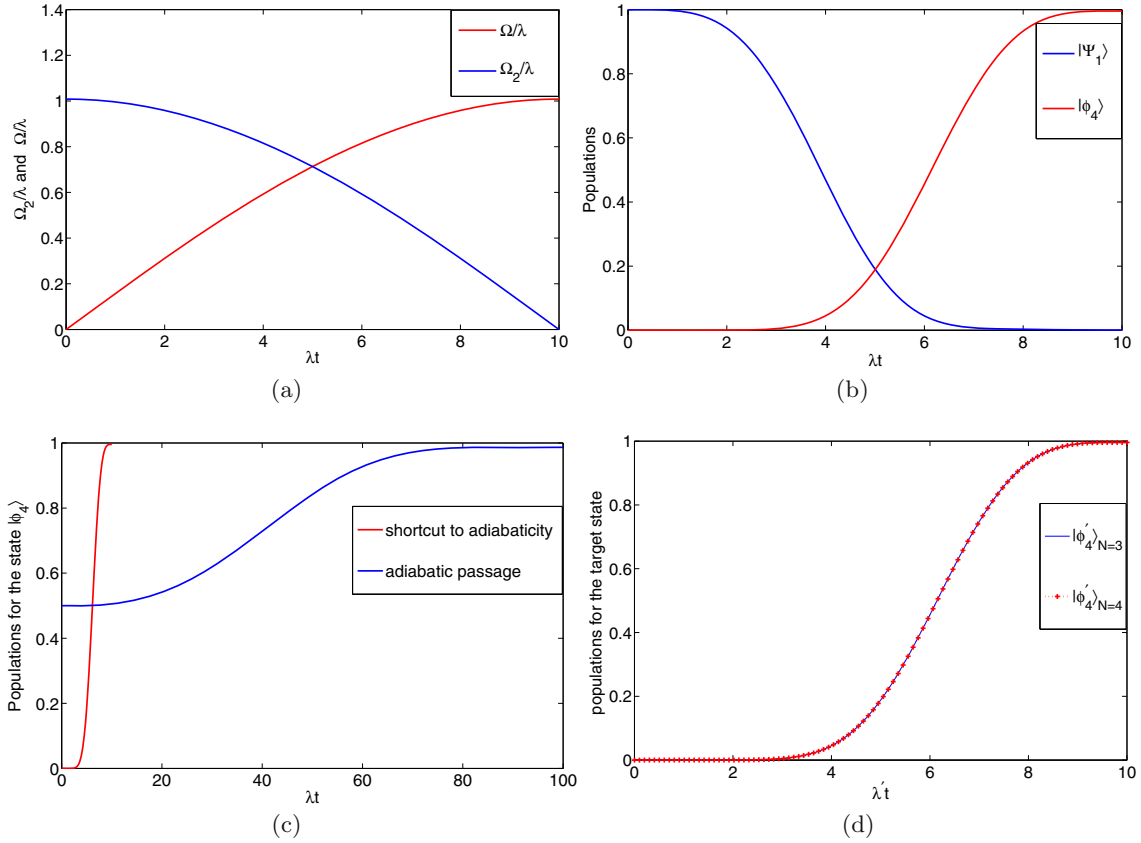 1.4
1.2
1
0.8
0.6
0.4
0.2
0
Ω₂/λ and Ω/λ
Ω/λ
Ω₂/λ
0 2 4 6 8 10
λt
(a)
1
0.8
0.6
0.4
0.2
0
Populations
|Ψ₁⟩
|ϕ₄⟩
0 2 4 6 8 10
λt
(b)
1
0.8
0.6
0.4
0.2
0
Populations for the state |ϕ₄⟩
shortcut to adiabaticity
adiabatic passage
0 20 40 60 80 100
λt
(c)
1
0.8
0.6
0.4
0.2
0
populations for the target state
|ϕ₄′⟩N=3
|ϕ₄′⟩N=4
0 2 4 6 8 10
λ′t
(d)